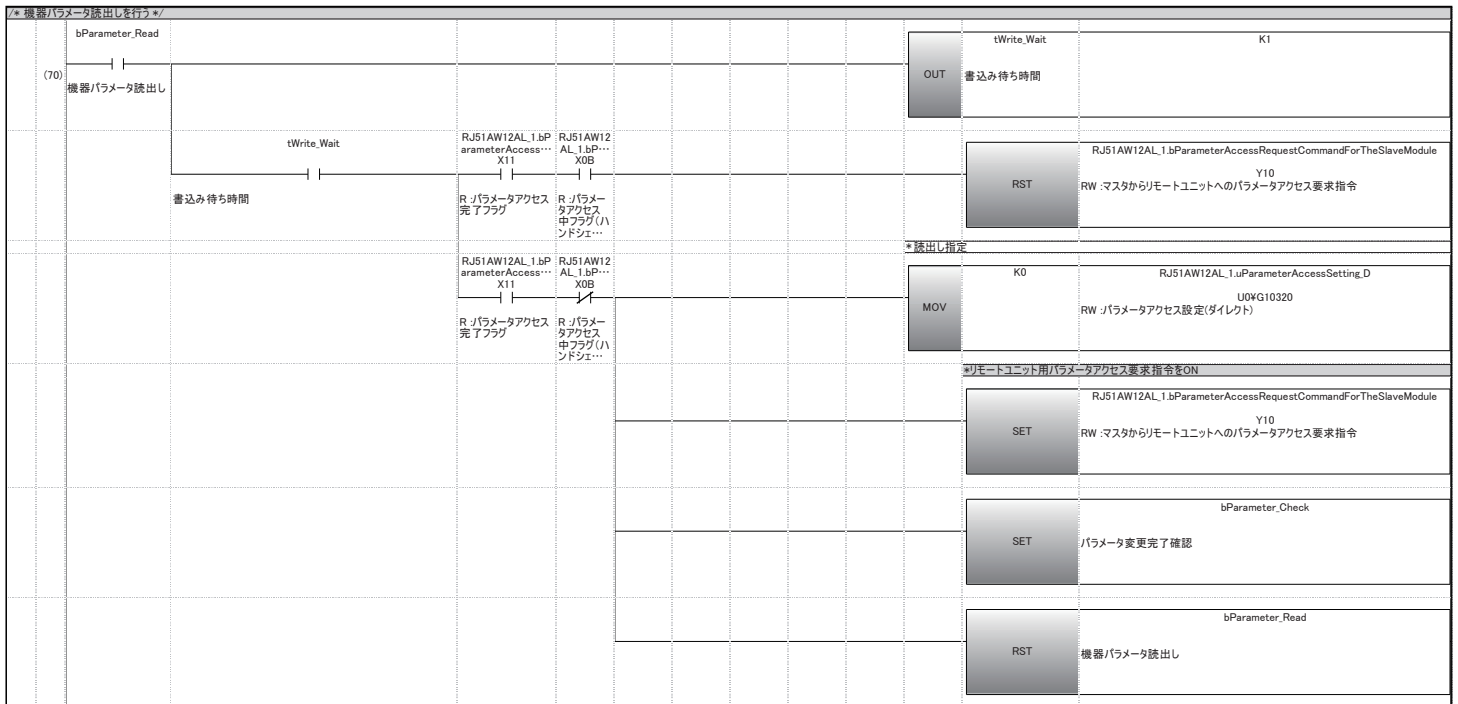 /* 機器パラメータ読出しを行う */
bParameter_Read
(70)
機器パラメータ読出し
OUT
tWrite_Wait
K1
書込み待ち時間
tWrite_Wait
書込み待ち時間
RJ51AW12AL_1.bP
arameterAccess…
X11
R :パラメータアクセス
完了フラグ
RJ51AW12
AL_1.bP…
X0B
R :パラメー
タアクセス
中フラグ(ハ
ンドシェ…
RST
RJ51AW12AL_1.bParameterAccessRequestCommandForTheSlaveModule
Y10
RW :マスタからリモートユニットへのパラメータアクセス要求指令
*読出し指定
RJ51AW12AL_1.bP
arameterAccess…
X11
R :パラメータアクセス
完了フラグ
RJ51AW12
AL_1.bP…
X0B
R :パラメー
タアクセス
中フラグ(ハ
ンドシェ…
MOV
K0
RJ51AW12AL_1.uParameterAccessSetting_D
U0¥G10320
RW :パラメータアクセス設定(ダイレクト)
*リモートユニット用パラメータアクセス要求指令をON
SET
RJ51AW12AL_1.bParameterAccessRequestCommandForTheSlaveModule
Y10
RW :マスタからリモートユニットへのパラメータアクセス要求指令
SET
bParameter_Check
パラメータ変更完了確認
RST
bParameter_Read
機器パラメータ読出し